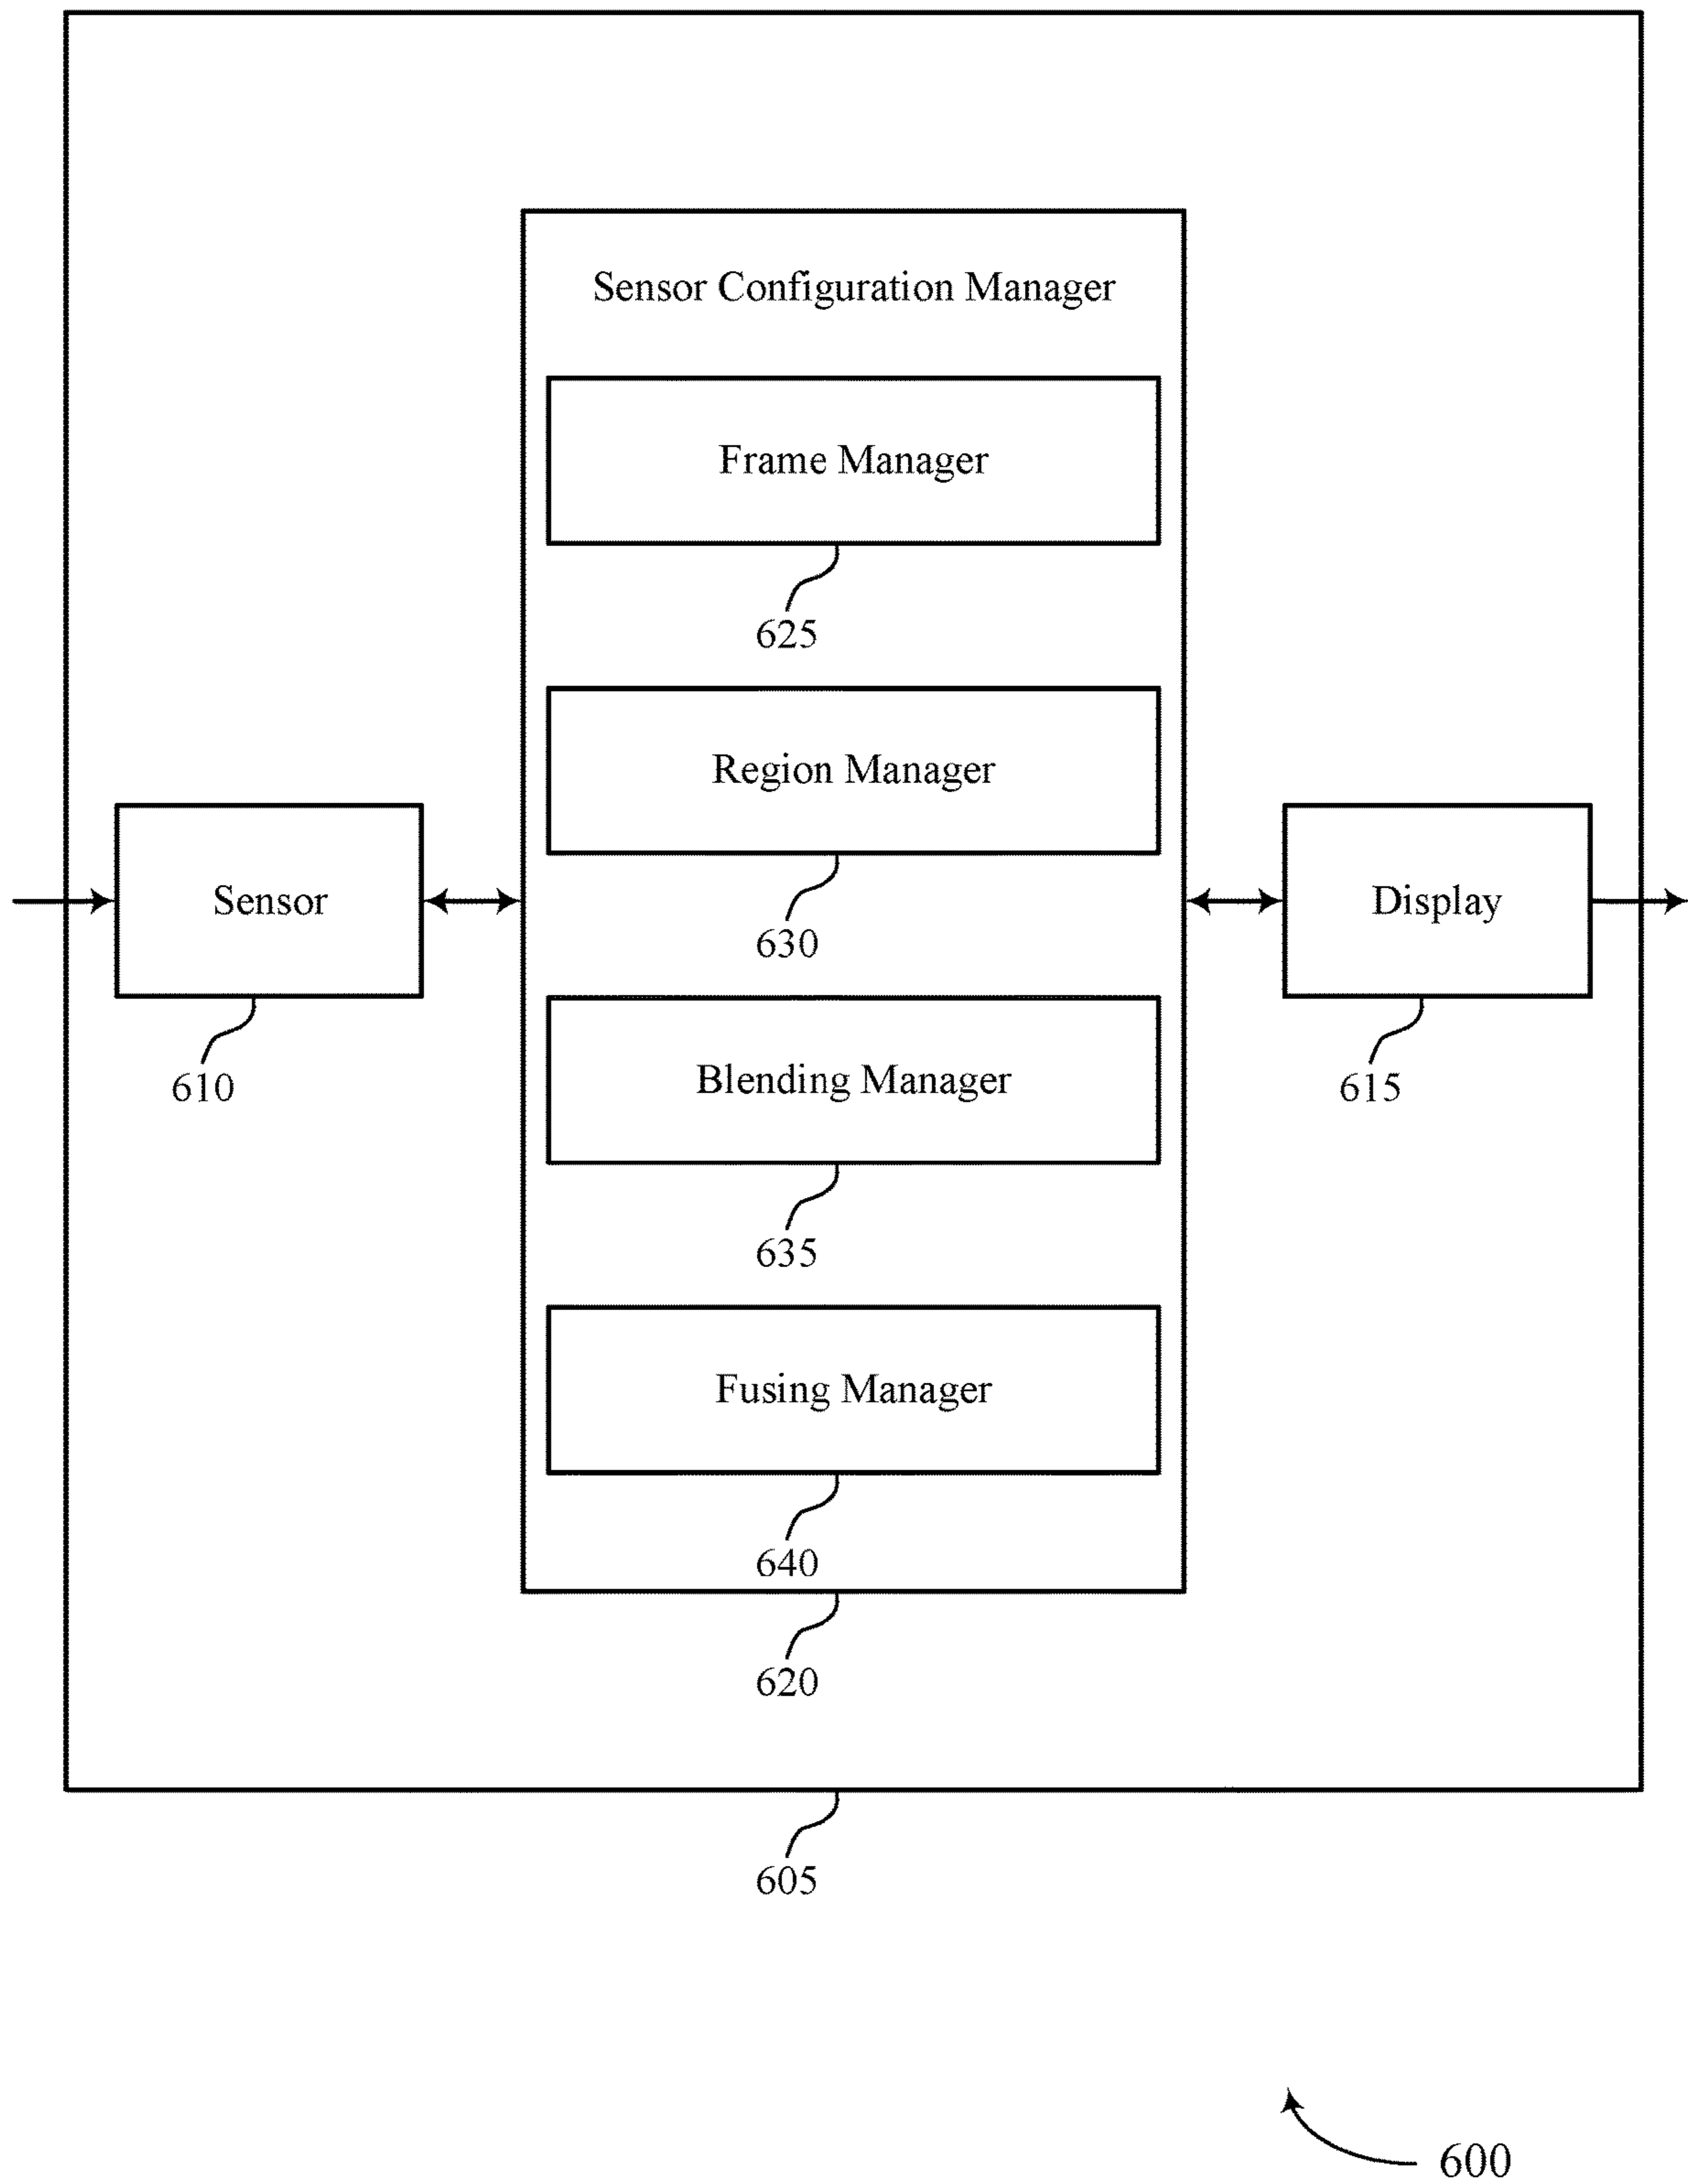 Sensor Configuration Manager
Frame Manager
625
Region Manager
630
Sensor
610
Display
615
Blending Manager
635
Fusing Manager
640
620
605
600